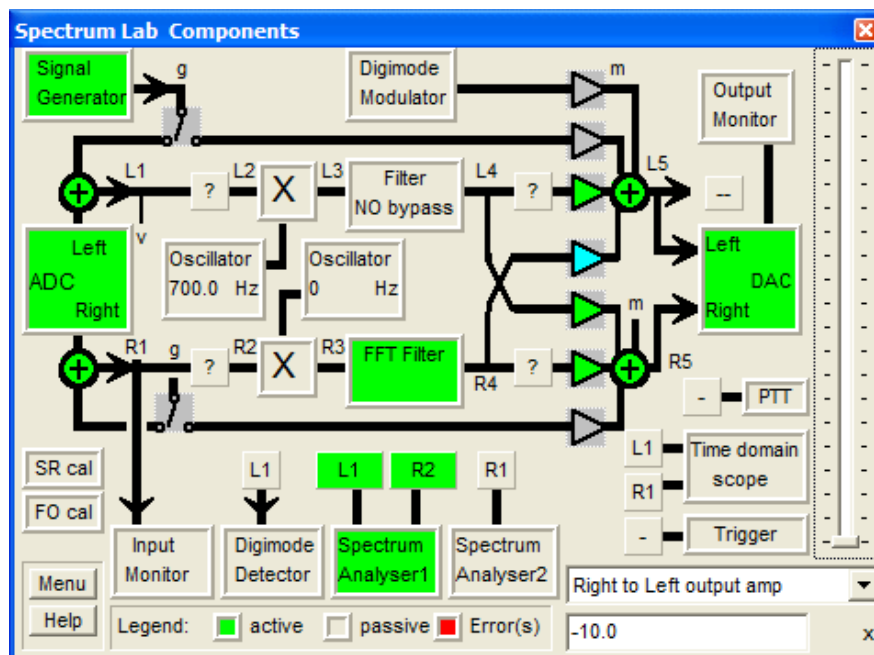 Spectrum Lab Components
Signal
Generator
g
Digimode
Modulator
m
Output
Monitor
L1
?
L2
X
L3
Filter
NO bypass
L4
?
+
+
L5
--
v
Left
ADC
Right
Oscillator
700.0 Hz
Oscillator
0 Hz
Left
DAC
Right
m
R1
g
+
?
R2
X
R3
FFT Filter
R4
?
+
R5
-
PTT
SR cal
FO cal
L1
L1
R2
R1
L1
R1
Time domain
scope
Input
Monitor
Digimode
Detector
Spectrum
Analyser1
Spectrum
Analyser2
-
Trigger
Menu
Help
Legend: active passive Error(s)
Right to Left output amp
-10.0
x